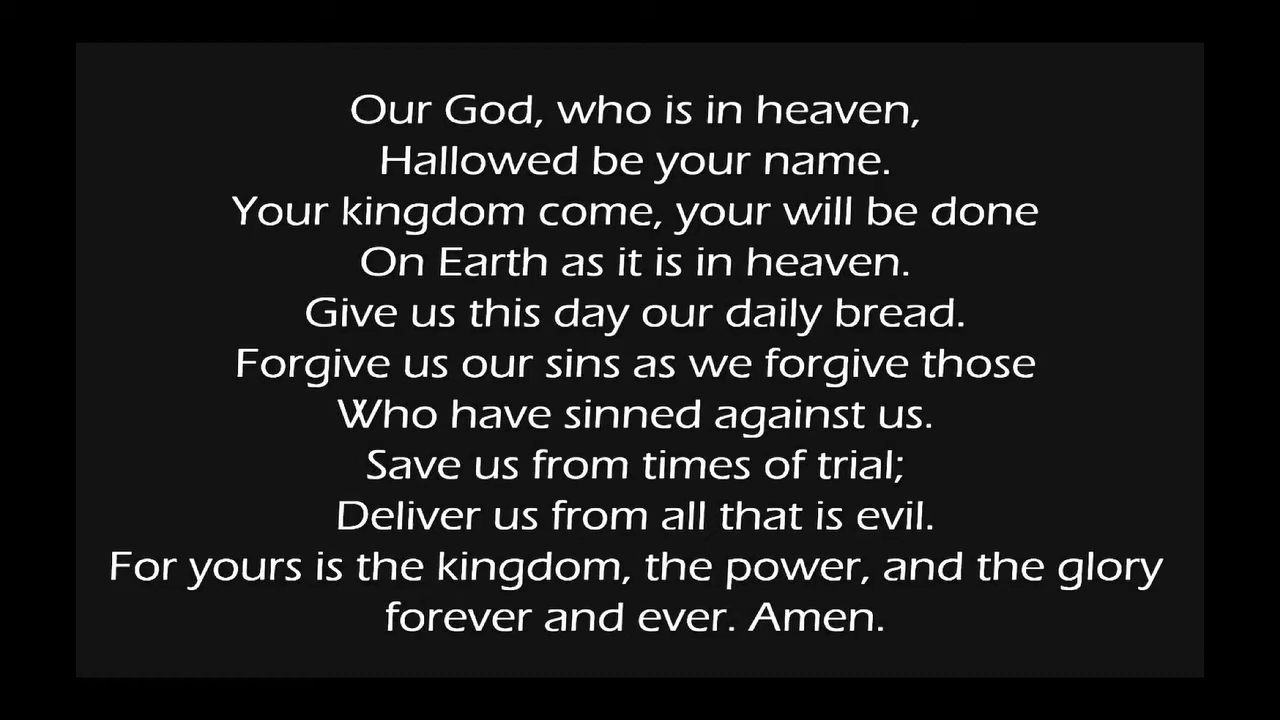 Our God, who is in heaven,
Hallowed be your name.
Your kingdom come, your will be done
On Earth as it is in heaven.
Give us this day our daily bread.
Forgive us our sins as we forgive those
Who have sinned against us.
Save us from times of trial;
Deliver us from all that is evil.
For yours is the kingdom, the power, and the glory
forever and ever. Amen.